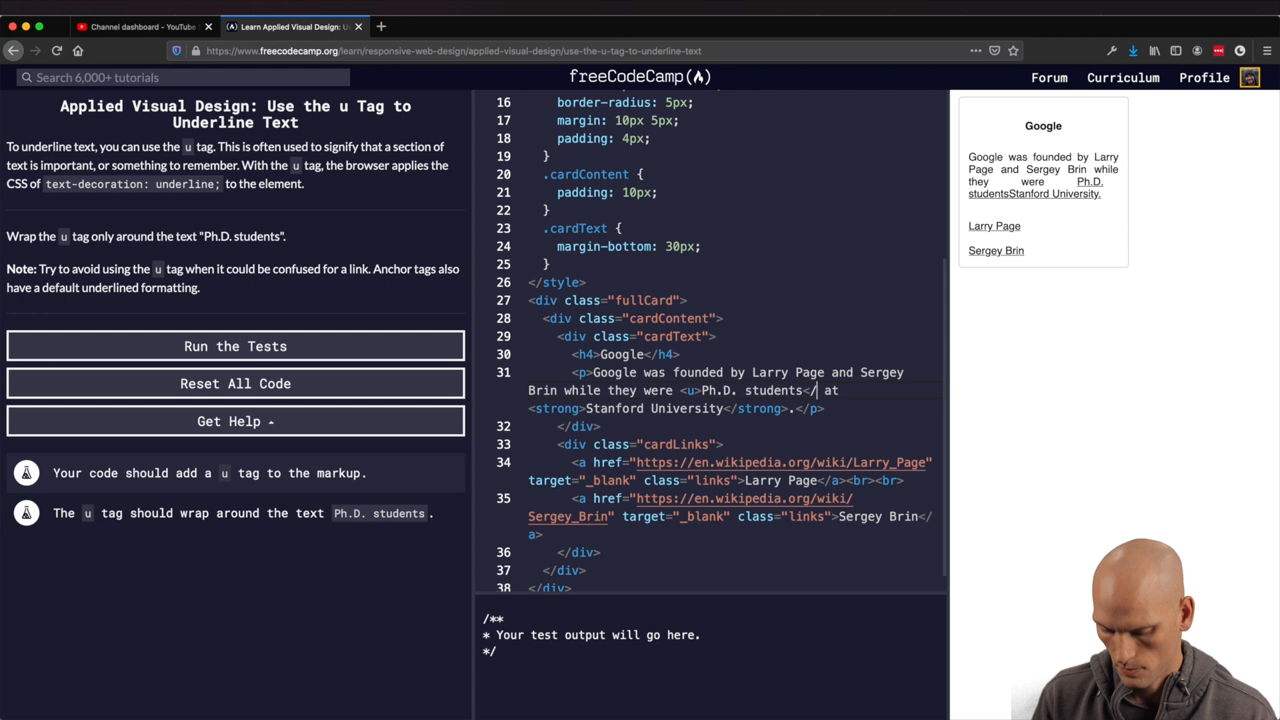 Channel dashboard - YouTube
Learn Applied Visual Design: U
https://www.freecodecamp.org/learn/responsive-web-design/applied-visual-design/use-the-u-tag-to-underline-text
Search 6,000+ tutorials
freeCodeCamp
Forum
Curriculum
Profile
Applied Visual Design: Use the u Tag to
Underline Text
To underline text, you can use the u tag. This is often used to signify that a section of
text is important, or something to remember. With the u tag, the browser applies the
CSS of text-decoration: underline; to the element.
Wrap the u tag only around the text "Ph.D. students".
Note: Try to avoid using the u tag when it could be confused for a link. Anchor tags also
have a default underlined formatting.
Run the Tests
Reset All Code
Get Help
Your code should add a u tag to the markup.
The u tag should wrap around the text Ph.D. students.
16 border-radius: 5px;
17 margin: 10px 5px;
18 padding: 4px;
19 }
20 .cardContent {
21 padding: 10px;
22 }
23 .cardText {
24 margin-bottom: 30px;
25 }
26 </style>
27 <div class="fullCard">
28 <div class="cardContent">
29 <div class="cardText">
30 <h4>Google</h4>
31 <p>Google was founded by Larry Page and Sergey
Brin while they were <u>Ph.D. students</ at
<strong>Stanford University</strong>.</p>
32 </div>
33 <div class="cardLinks">
34 <a href="https://en.wikipedia.org/wiki/Larry_Page"
target="_blank" class="links">Larry Page</a><br><br>
35 <a href="https://en.wikipedia.org/wiki/
Sergey_Brin" target="_blank" class="links">Sergey Brin</
a>
36 </div>
37 </div>
38 </div>
/**
* Your test output will go here.
*/
Google
Google was founded by Larry
Page and Sergey Brin while
they were Ph.D.
studentsStanford University.
Larry Page
Sergey Brin